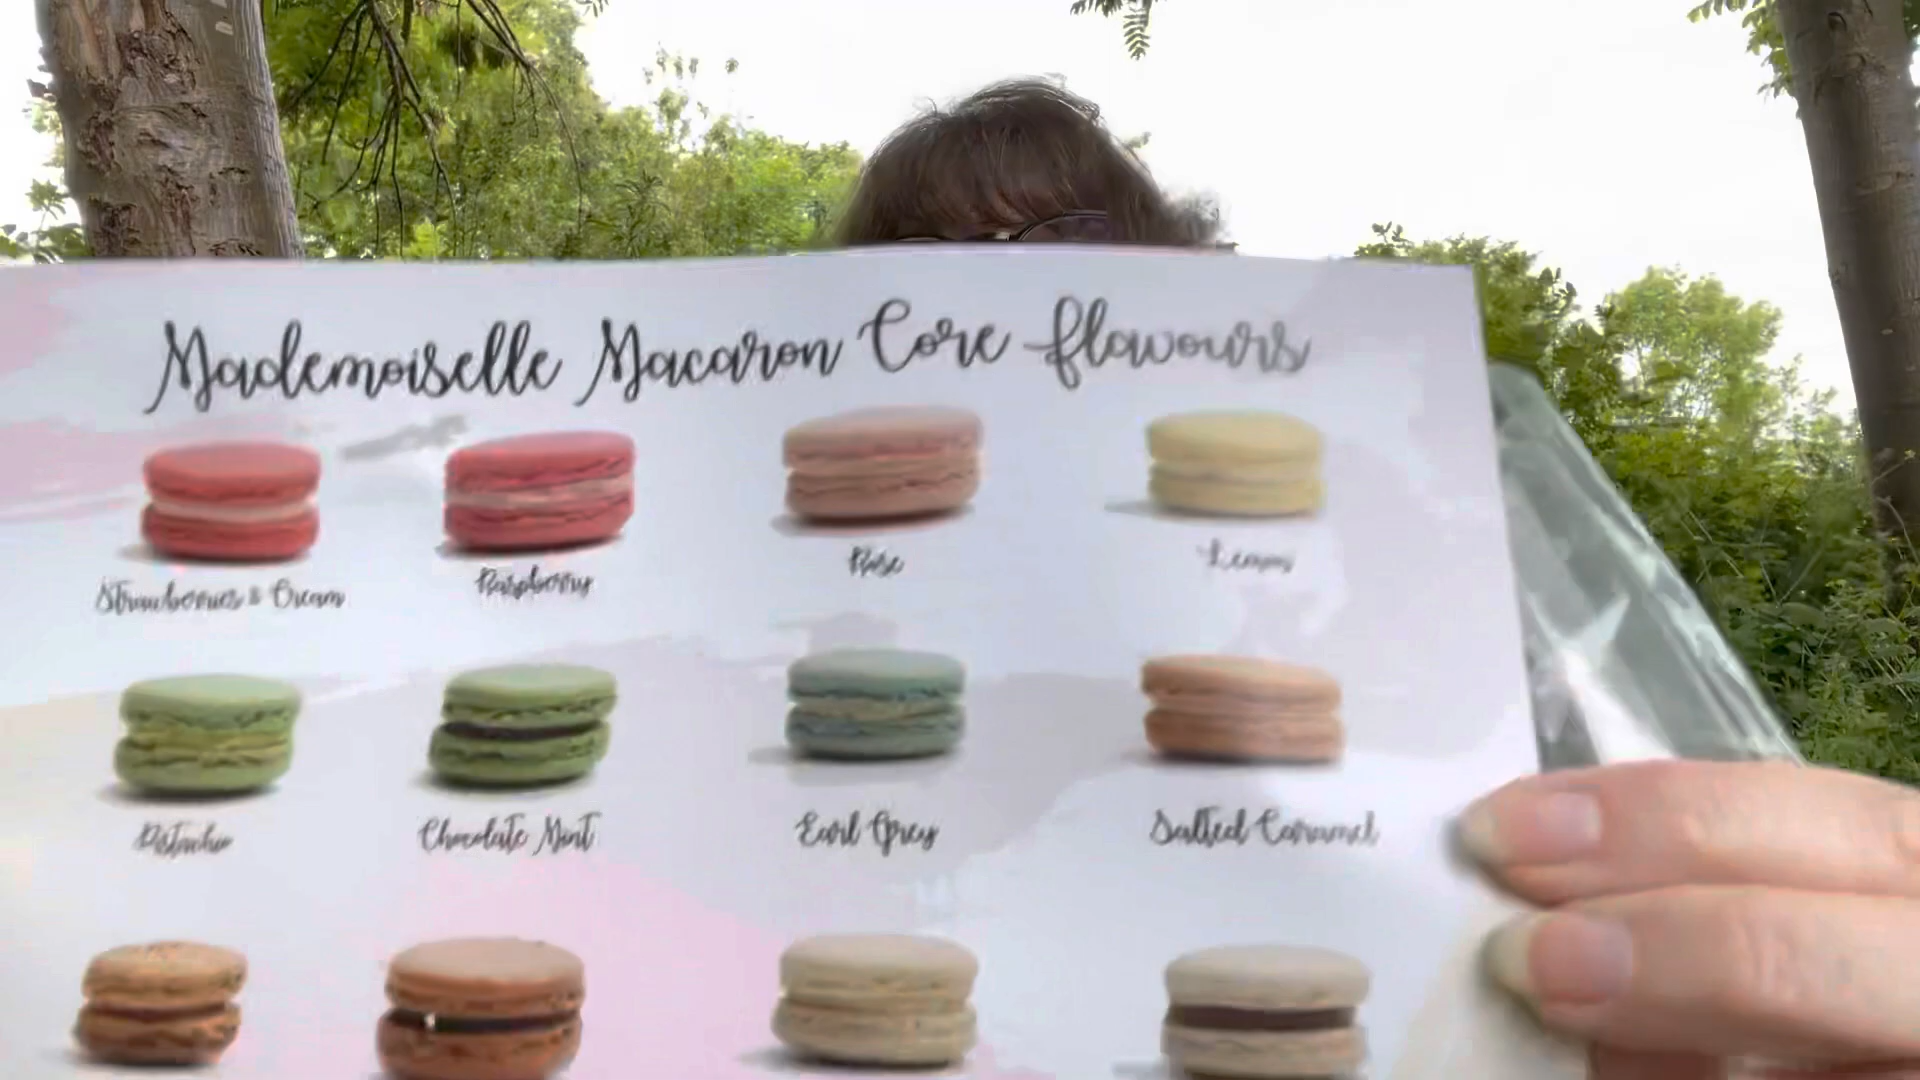 Mademoiselle Macaron Core flavours
Strawberries & Cream
Raspberry
Rose
Lemon
Pistachio
Chocolate Mint
Earl Grey
Salted Caramel